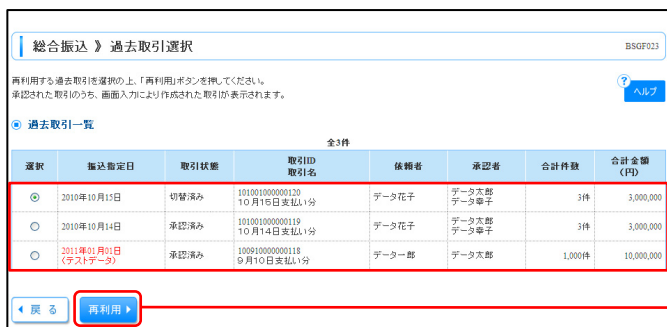 総合振込 》 過去取引選択
BSGF023
再利用する過去取引を選択の上、「再利用」ボタンを押してください。
承認された取引のうち、画面入力により作成された取引が表示されます。
?
ヘルプ
過去取引一覧
全3件
選択 振込指定日 取引状態 取引ID 取引名 依頼者 承認者 合計件数 合計金額(円)
2010年10月15日 切替済み 101001000000120 データ花子 データ太郎 3件 3,000,000
10月15日支払い分 データ幸子
2010年10月14日 承認済み 101001000000119 データ花子 データ太郎 3件 3,000,000
10月14日支払い分 データ幸子
2011年01月01日 承認済み 100910000000118 データ一郎 データ太郎 1,000件 10,000,000
(テストデータ) 9月10日支払い分
戻る 再利用